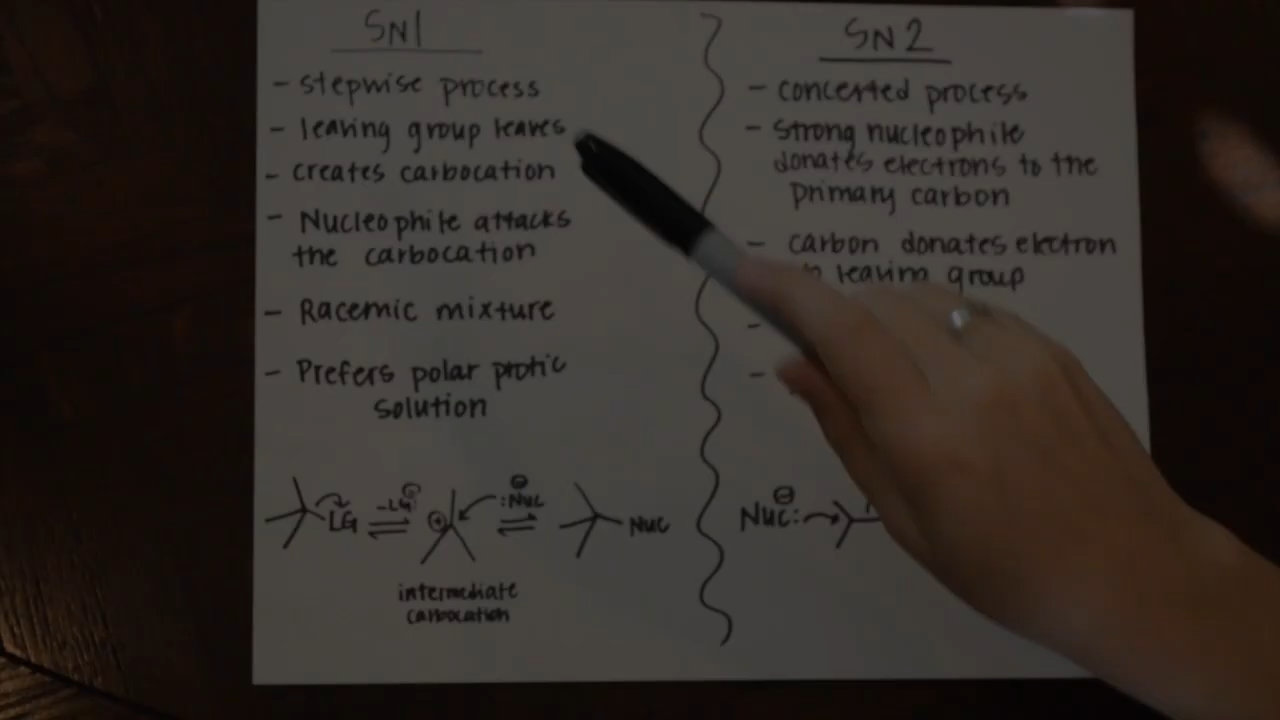 SN1
- stepwise process
- leaving group leaves
- creates carbocation
- Nucleophile attacks
the carbocation
- Racemic mixture
- Prefers polar protic
solution
LG
-LG⊖
⊕
⊖
:Nuc
Nuc
intermediate
carbocation
SN2
- concerted process
- strong nucleophile
donates electrons to the
primary carbon
- carbon donates electron
leaving group
-
-
⊖
Nuc: